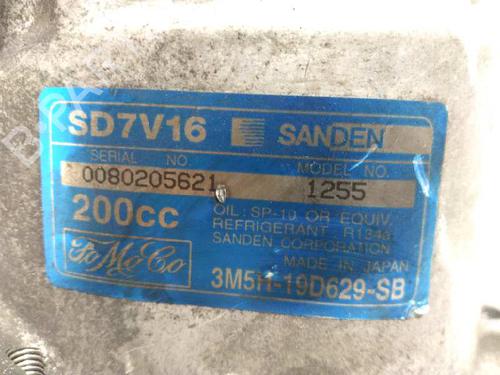 SD7V16 SANDEN
SERIAL NO. MODEL NO.
0080205621 1255
200cc OIL: SP-10 OR EQUIV.
REFRIGERANT R134a
SANDEN CORPORATION
MADE IN JAPAN
FoMoCo 3M5H-19D629-SB